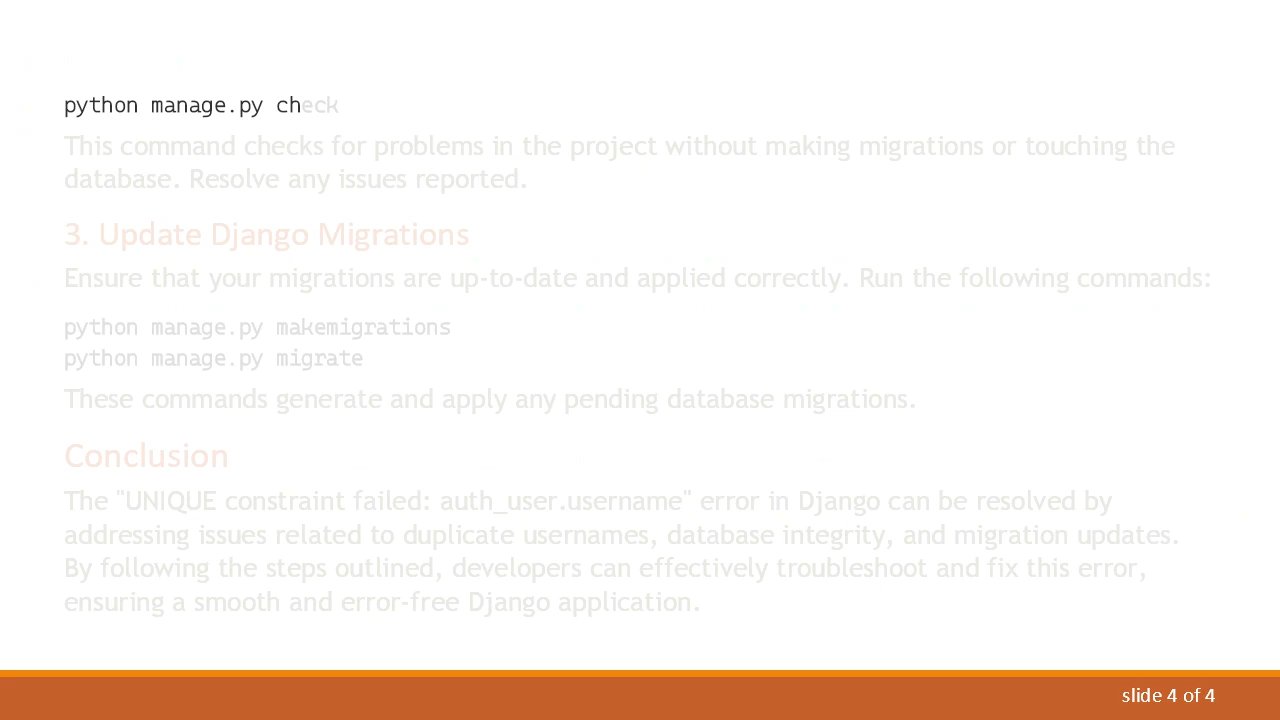 python manage.py check
This command checks for problems in the project without making migrations or touching the
database. Resolve any issues reported.
3. Update Django Migrations
Ensure that your migrations are up-to-date and applied correctly. Run the following commands:
python manage.py makemigrations
python manage.py migrate
These commands generate and apply any pending database migrations.
Conclusion
The "UNIQUE constraint failed: auth_user.username" error in Django can be resolved by
addressing issues related to duplicate usernames, database integrity, and migration updates.
By following the steps outlined, developers can effectively troubleshoot and fix this error,
ensuring a smooth and error-free Django application.
slide 4 of 4